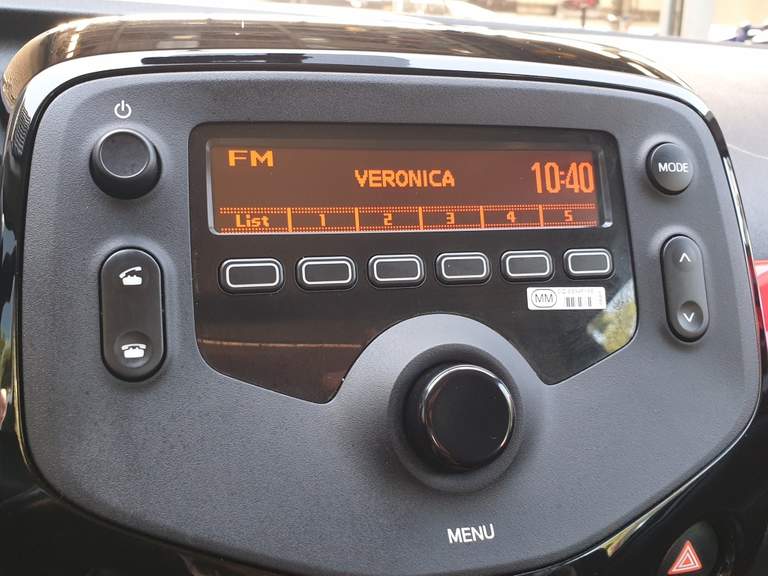 FM
VERONICA
10:40
List 1 2 3 4 5
MODE
MM
MENU